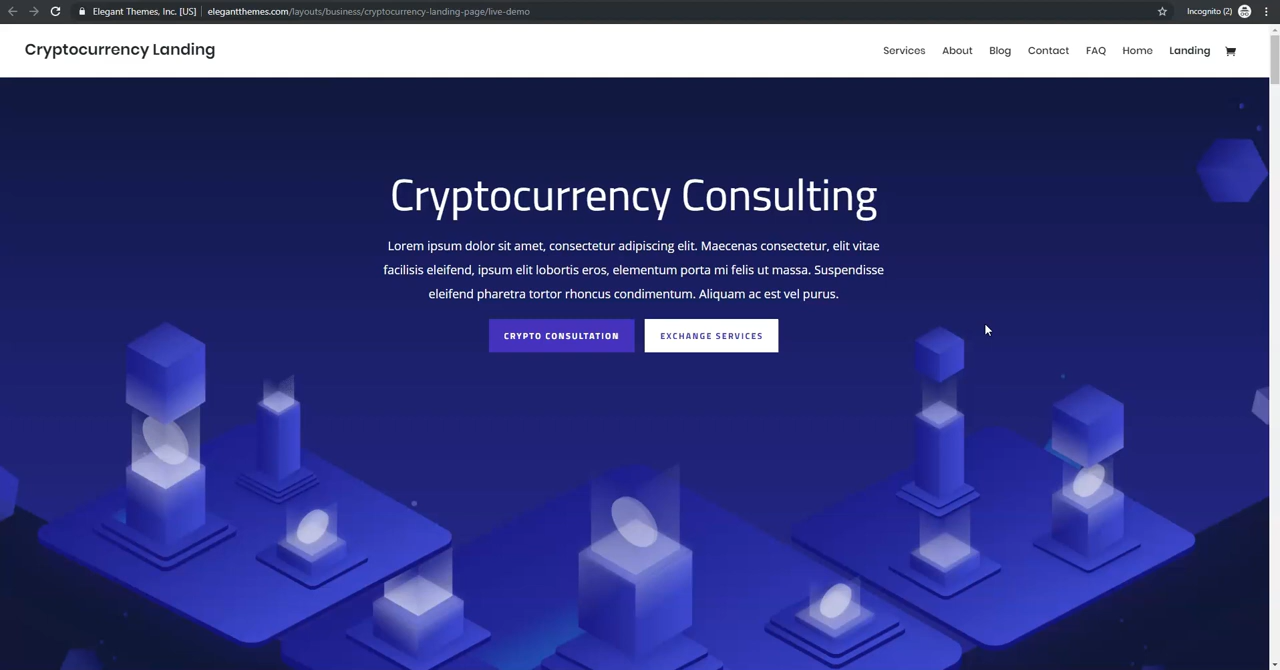 Elegant Themes, Inc. [US] elegantthemes.com/layouts/business/cryptocurrency-landing-page/live-demo Incognito (2)
Cryptocurrency Landing Services About Blog Contact FAQ Home Landing
Cryptocurrency Consulting
Lorem ipsum dolor sit amet, consectetur adipiscing elit. Maecenas consectetur, elit vitae
facilisis eleifend, ipsum elit lobortis eros, elementum porta mi felis ut massa. Suspendisse
eleifend pharetra tortor rhoncus condimentum. Aliquam ac est vel purus.
CRYPTO CONSULTATION EXCHANGE SERVICES